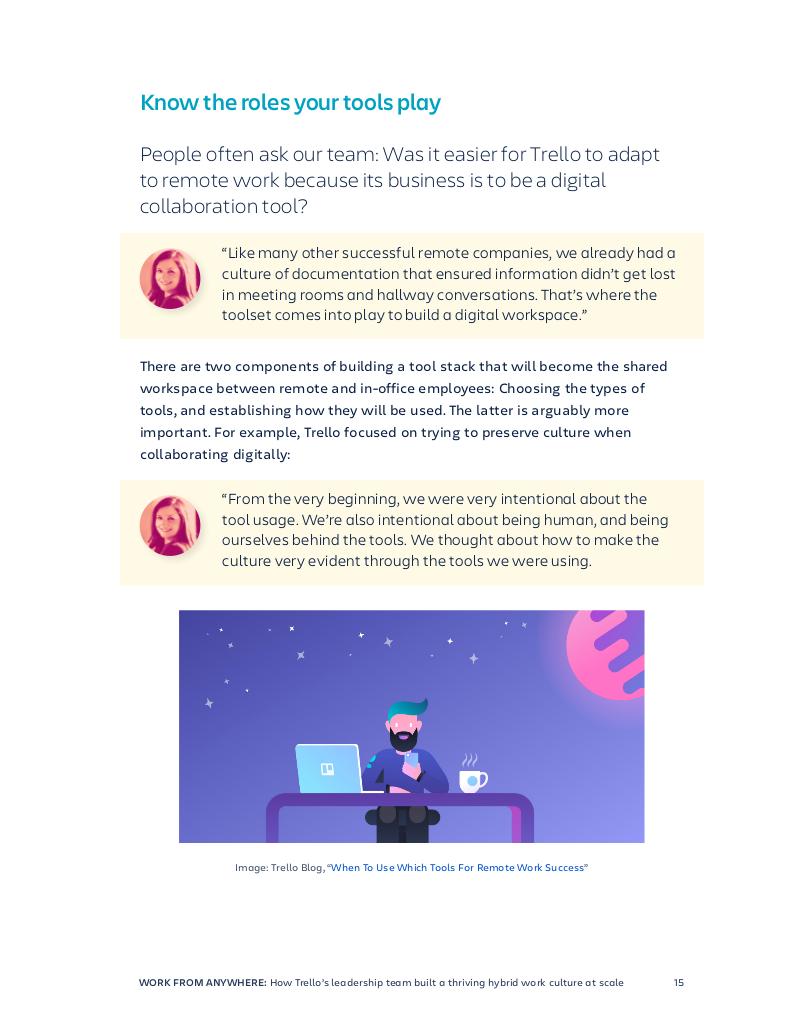 Know the roles your tools play
People often ask our team: Was it easier for Trello to adapt
to remote work because its business is to be a digital
collaboration tool?
“Like many other successful remote companies, we already had a
culture of documentation that ensured information didn’t get lost
in meeting rooms and hallway conversations. That’s where the
toolset comes into play to build a digital workspace.”
There are two components of building a tool stack that will become the shared
workspace between remote and in-office employees: Choosing the types of
tools, and establishing how they will be used. The latter is arguably more
important. For example, Trello focused on trying to preserve culture when
collaborating digitally:
“From the very beginning, we were very intentional about the
tool usage. We’re also intentional about being human, and being
ourselves behind the tools. We thought about how to make the
culture very evident through the tools we were using.
Image: Trello Blog, “When To Use Which Tools For Remote Work Success”
WORK FROM ANYWHERE: How Trello’s leadership team built a thriving hybrid work culture at scale 15